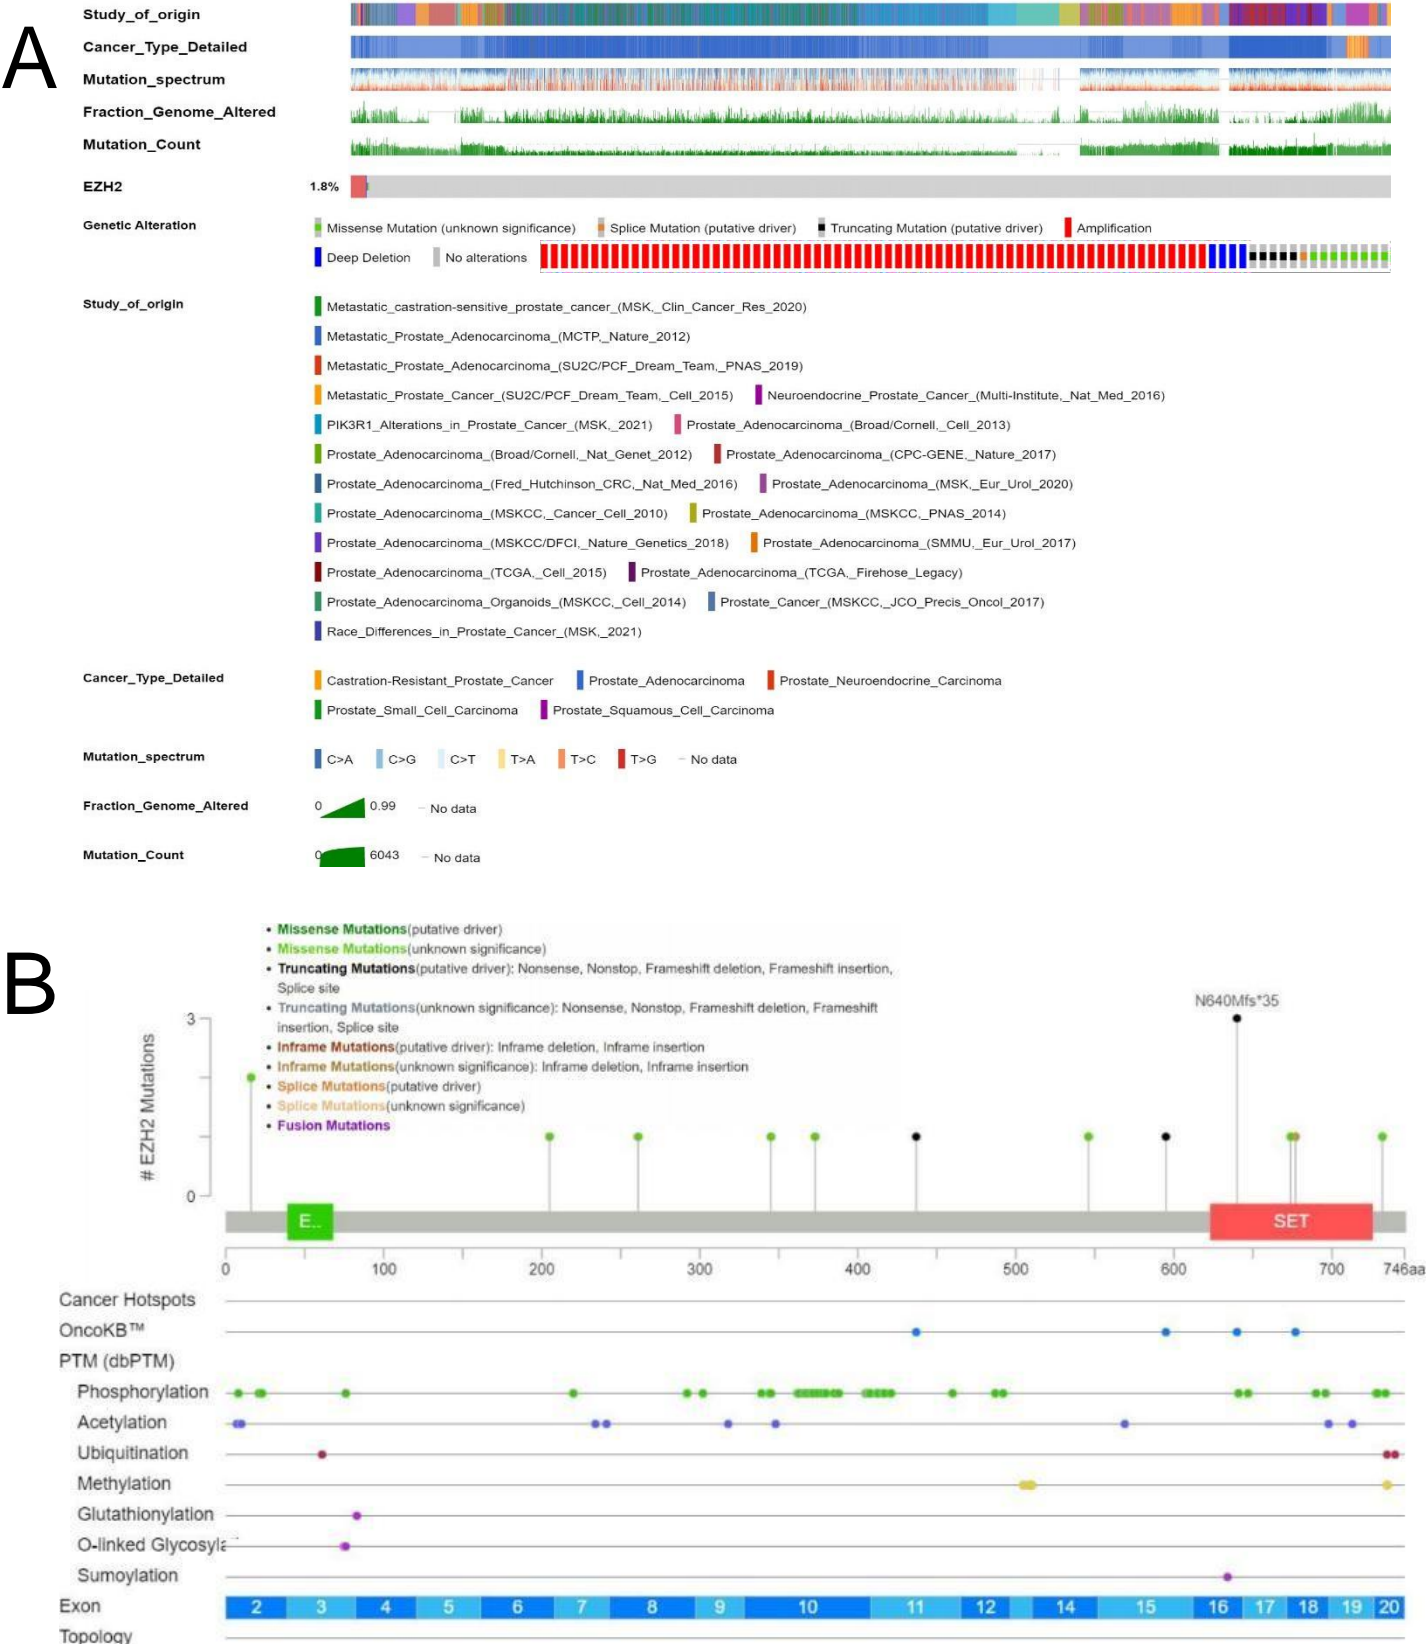 A
Study_of_origin
Cancer_Type_Detailed
Mutation_spectrum
Fraction_Genome_Altered
Mutation_Count
EZH2 1.8%
Genetic Alteration
Missense Mutation (unknown significance) Splice Mutation (putative driver) Truncating Mutation (putative driver) Amplification
Deep Deletion No alterations
Study_of_origin
Metastatic_castration-sensitive_prostate_cancer_(MSK,_Clin_Cancer_Res_2020)
Metastatic_Prostate_Adenocarcinoma_(MCTP,_Nature_2012)
Metastatic_Prostate_Adenocarcinoma_(SU2C/PCF_Dream_Team,_PNAS_2019)
Metastatic_Prostate_Cancer_(SU2C/PCF_Dream_Team,_Cell_2015) Neuroendocrine_Prostate_Cancer_(Multi-Institute,_Nat_Med_2016)
PIK3R1_Alterations_in_Prostate_Cancer_(MSK,_2021) Prostate_Adenocarcinoma_(Broad/Cornell,_Cell_2013)
Prostate_Adenocarcinoma_(Broad/Cornell,_Nat_Genet_2012) Prostate_Adenocarcinoma_(CPC-GENE,_Nature_2017)
Prostate_Adenocarcinoma_(Fred_Hutchinson_CRC,_Nat_Med_2016) Prostate_Adenocarcinoma_(MSK,_Eur_Urol_2020)
Prostate_Adenocarcinoma_(MSKCC,_Cancer_Cell_2010) Prostate_Adenocarcinoma_(MSKCC,_PNAS_2014)
Prostate_Adenocarcinoma_(MSKCC/DFCI,_Nature_Genetics_2018) Prostate_Adenocarcinoma_(SMMU,_Eur_Urol_2017)
Prostate_Adenocarcinoma_(TCGA,_Cell_2015) Prostate_Adenocarcinoma_(TCGA,_Firehose_Legacy)
Prostate_Adenocarcinoma_Organoids_(MSKCC,_Cell_2014) Prostate_Cancer_(MSKCC,_JCO_Precis_Oncol_2017)
Race_Differences_in_Prostate_Cancer_(MSK,_2021)
Cancer_Type_Detailed
Castration-Resistant_Prostate_Cancer Prostate_Adenocarcinoma Prostate_Neuroendocrine_Carcinoma
Prostate_Small_Cell_Carcinoma Prostate_Squamous_Cell_Carcinoma
Mutation_spectrum C>A C>G C>T T>A T>C T>G No data
Fraction_Genome_Altered 0 0.99 No data
Mutation_Count 0 6043 No data
B
• Missense Mutations(putative driver)
• Missense Mutations(unknown significance)
• Truncating Mutations(putative driver): Nonsense, Nonstop, Frameshift deletion, Frameshift insertion,
Splice site
• Truncating Mutations(unknown significance): Nonsense, Nonstop, Frameshift deletion, Frameshift
insertion, Splice site
• Inframe Mutations(putative driver): Inframe deletion, Inframe insertion
• Inframe Mutations(unknown significance): Inframe deletion, Inframe insertion
• Splice Mutations(putative driver)
• Splice Mutations(unknown significance)
• Fusion Mutations
N640Mfs*35
# EZH2 Mutations
3
0
E.. SET
0 100 200 300 400 500 600 700 746aa
Cancer Hotspots
OncoKB™
PTM (dbPTM)
Phosphorylation
Acetylation
Ubiquitination
Methylation
Glutathionylation
O-linked Glycosyla
Sumoylation
Exon 2 3 4 5 6 7 8 9 10 11 12 14 15 16 17 18 19 20
Topology